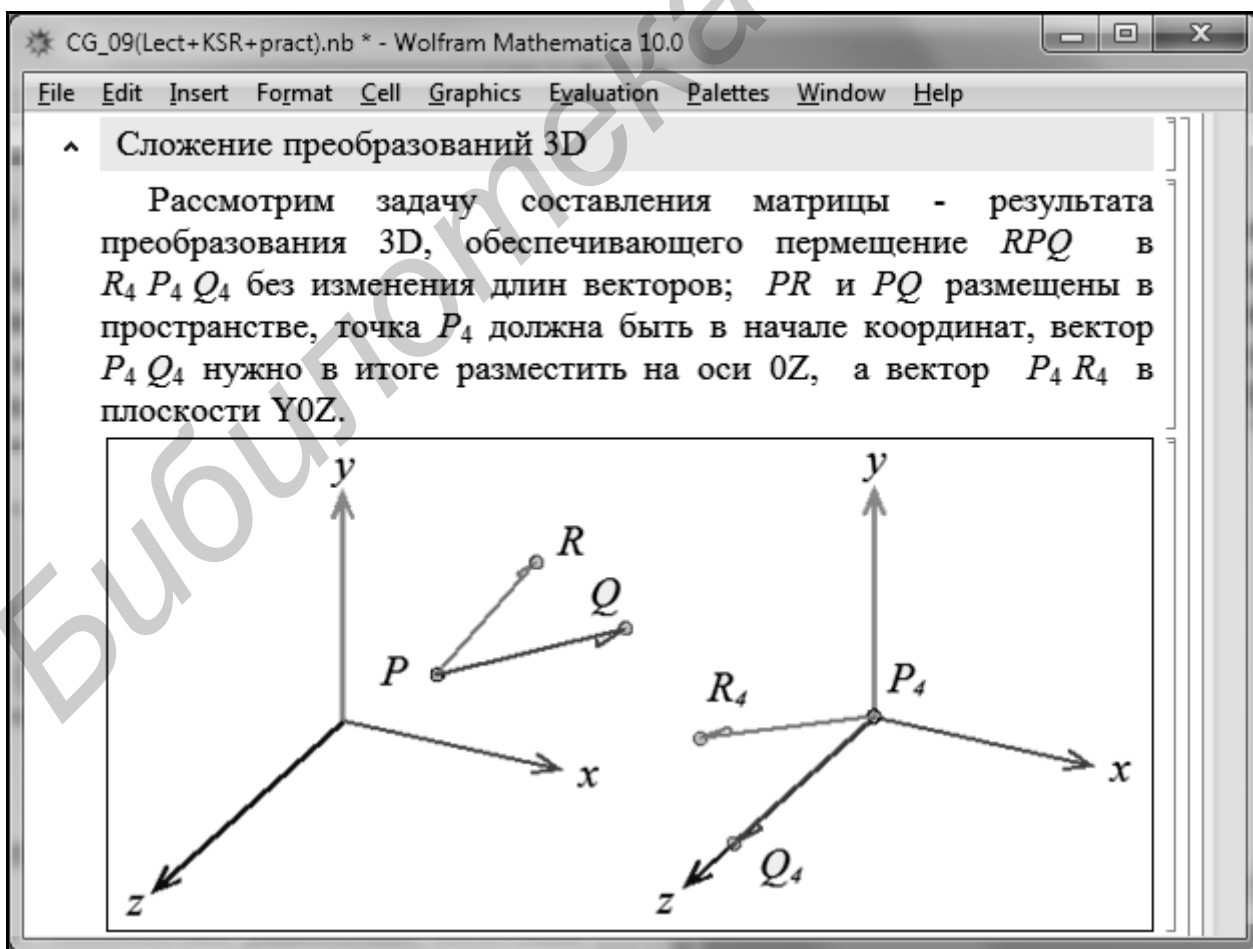 CG_09(Lect+KSR+pract).nb * - Wolfram Mathematica 10.0
File Edit Insert Format Cell Graphics Evaluation Palettes Window Help
Сложение преобразований 3D
Рассмотрим задачу составления матрицы - результата
преобразования 3D, обеспечивающего пермещение RPQ в
R₄ P₄ Q₄ без изменения длин векторов; PR и PQ размещены в
пространстве, точка P₄ должна быть в начале координат, вектор
P₄ Q₄ нужно в итоге разместить на оси 0Z, а вектор P₄ R₄ в
плоскости Y0Z.
y
R
Q
P
x
z
y
R₄
P₄
x
Q₄
z
Библиотека